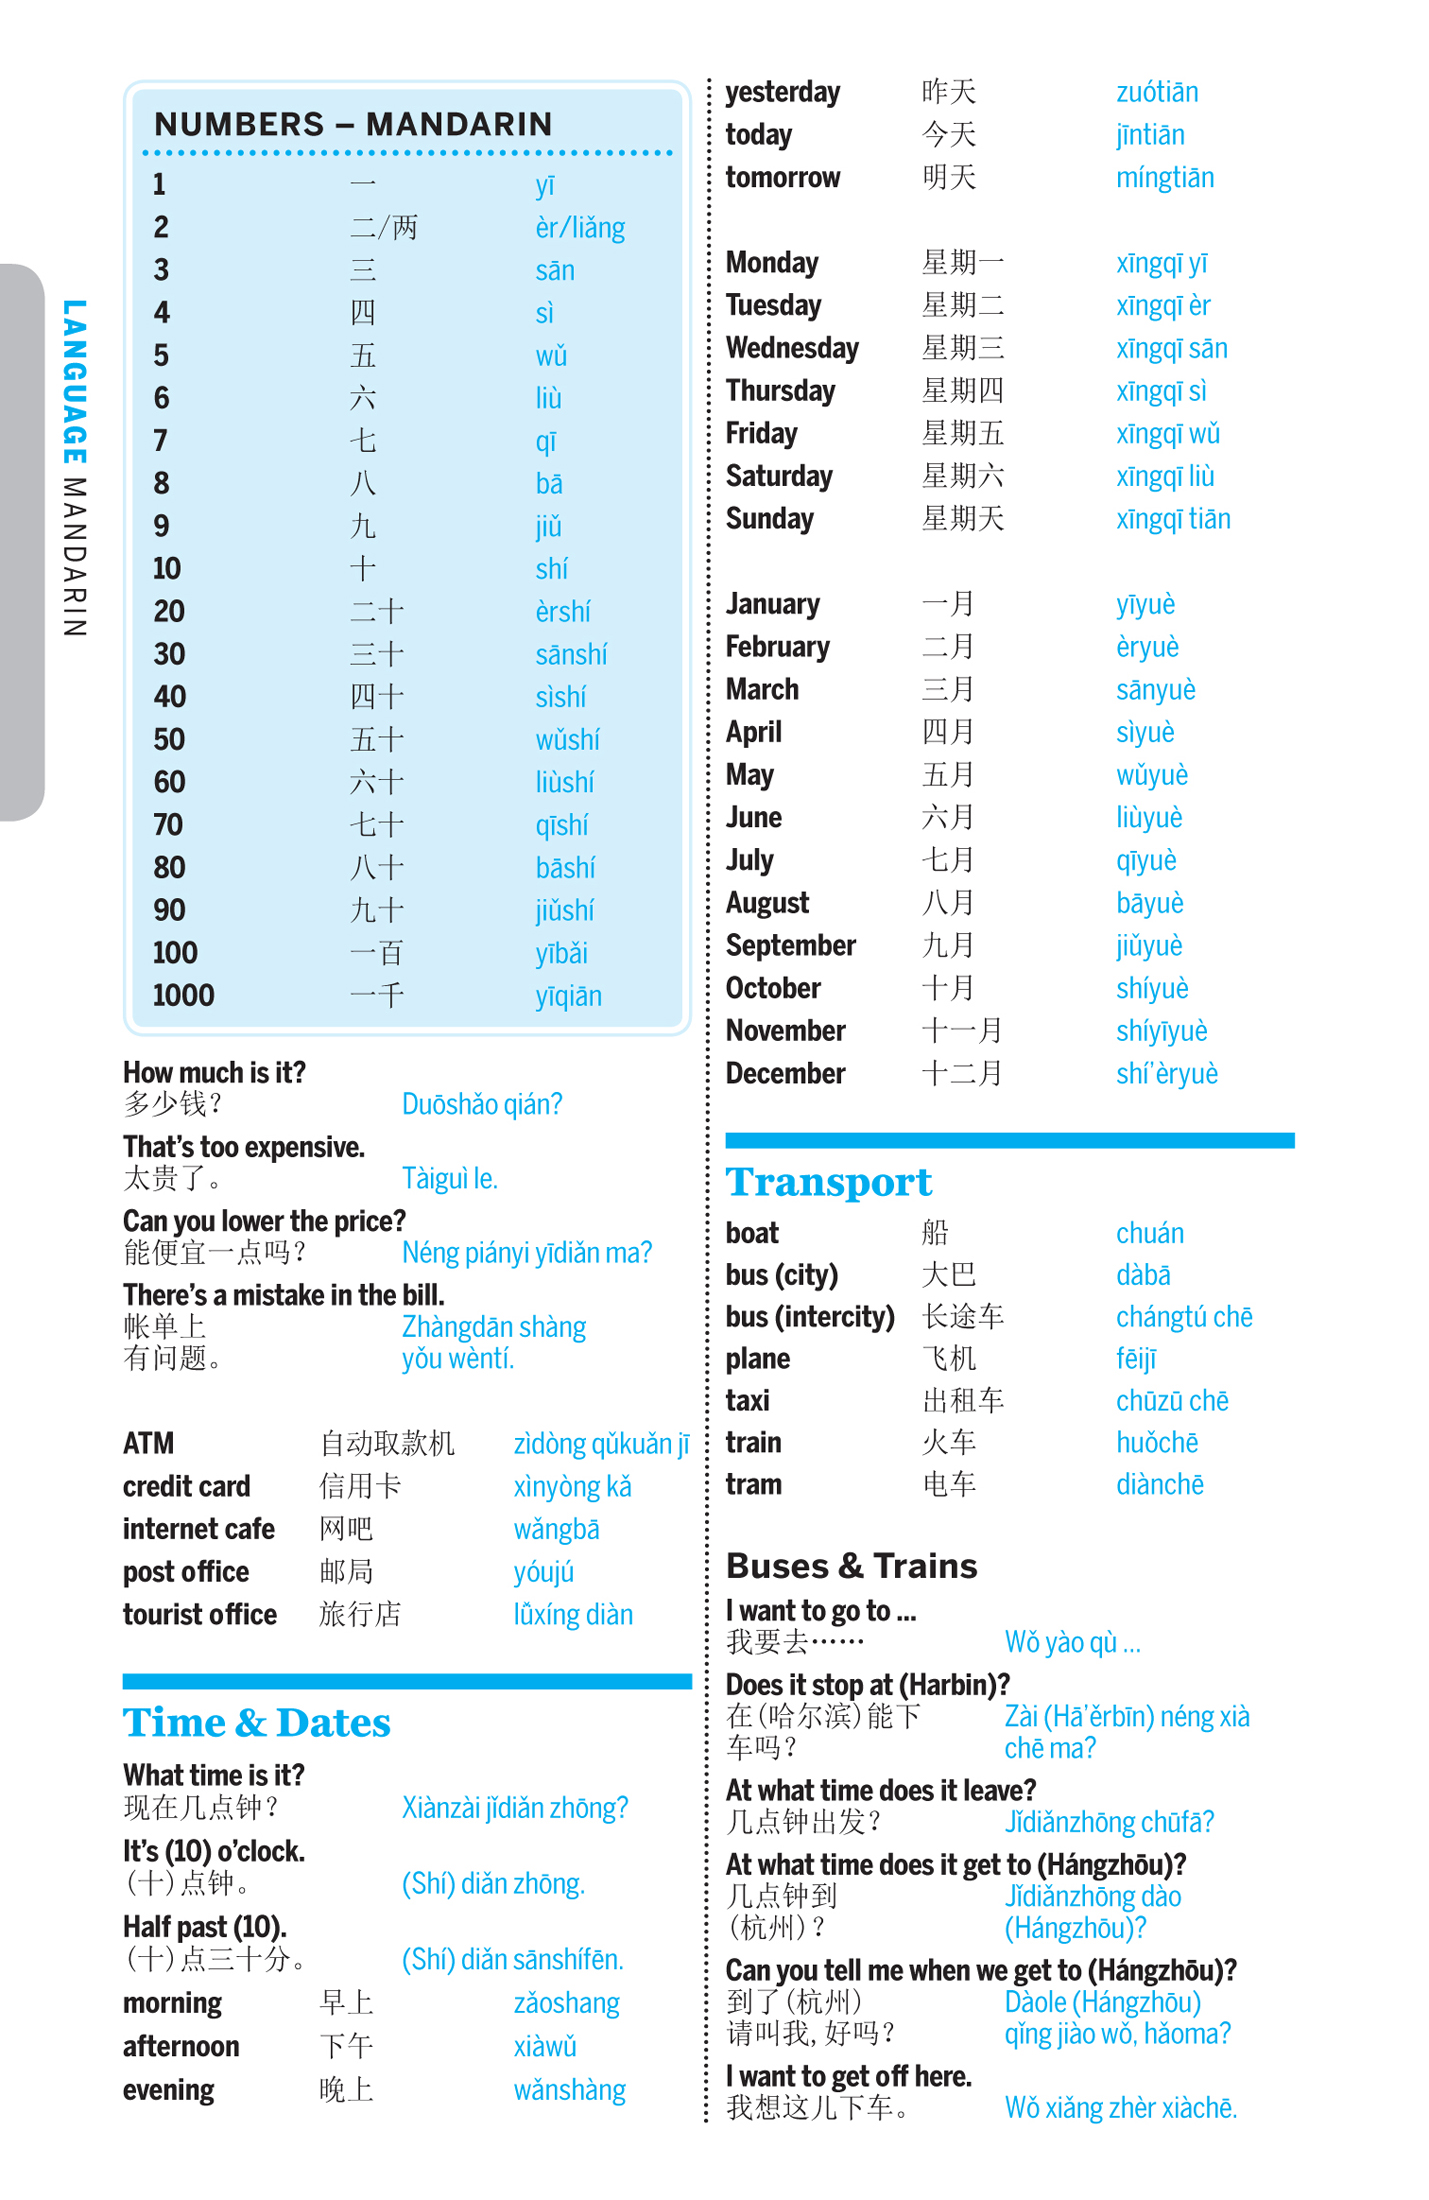 LANGUAGE MANDARIN
NUMBERS – MANDARIN
1 一 yī
2 二/两 èr/liǎng
3 三 sān
4 四 sì
5 五 wǔ
6 六 liù
7 七 qī
8 八 bā
9 九 jiǔ
10 十 shí
20 二十 èrshí
30 三十 sānshí
40 四十 sìshí
50 五十 wǔshí
60 六十 liùshí
70 七十 qīshí
80 八十 bāshí
90 九十 jiǔshí
100 一百 yībǎi
1000 一千 yīqiān
How much is it?
多少钱? Duōshǎo qián?
That's too expensive.
太贵了。 Tàiguì le.
Can you lower the price?
能便宜一点吗? Néng piányi yīdiǎn ma?
There's a mistake in the bill.
帐单上 Zhàngdān shàng
有问题。 yǒu wèntí.
ATM 自动取款机 zìdòng qǔkuǎn jī
credit card 信用卡 xìnyòng kǎ
internet cafe 网吧 wǎngbā
post office 邮局 yóujú
tourist office 旅行店 lǚxíng diàn
Time & Dates
What time is it?
现在几点钟? Xiànzài jǐdiǎn zhōng?
It's (10) o'clock.
(十)点钟。 (Shí) diǎn zhōng.
Half past (10).
(十)点三十分。 (Shí) diǎn sānshífēn.
morning 早上 zǎoshang
afternoon 下午 xiàwǔ
evening 晚上 wǎnshàng
yesterday 昨天 zuótiān
today 今天 jīntiān
tomorrow 明天 míngtiān
Monday 星期一 xīngqī yī
Tuesday 星期二 xīngqī èr
Wednesday 星期三 xīngqī sān
Thursday 星期四 xīngqī sì
Friday 星期五 xīngqī wǔ
Saturday 星期六 xīngqī liù
Sunday 星期天 xīngqī tiān
January 一月 yīyuè
February 二月 èryuè
March 三月 sānyuè
April 四月 sìyuè
May 五月 wǔyuè
June 六月 liùyuè
July 七月 qīyuè
August 八月 bāyuè
September 九月 jiǔyuè
October 十月 shíyuè
November 十一月 shíyīyuè
December 十二月 shí'èryuè
Transport
boat 船 chuán
bus (city) 大巴 dàbā
bus (intercity) 长途车 chángtú chē
plane 飞机 fēijī
taxi 出租车 chūzū chē
train 火车 huǒchē
tram 电车 diànchē
Buses & Trains
I want to go to ...
我要去…… Wǒ yào qù ...
Does it stop at (Harbin)?
在(哈尔滨)能下 Zài (Hā'ěrbīn) néng xià
车吗? chē ma?
At what time does it leave?
几点钟出发? Jǐdiǎnzhōng chūfā?
At what time does it get to (Hángzhōu)?
几点钟到 Jǐdiǎnzhōng dào
(杭州)? (Hángzhōu)?
Can you tell me when we get to (Hángzhōu)?
到了(杭州) Dàole (Hángzhōu)
请叫我, 好吗? qǐng jiào wǒ, hǎoma?
I want to get off here.
我想这儿下车。 Wǒ xiǎng zhèr xiàchē.